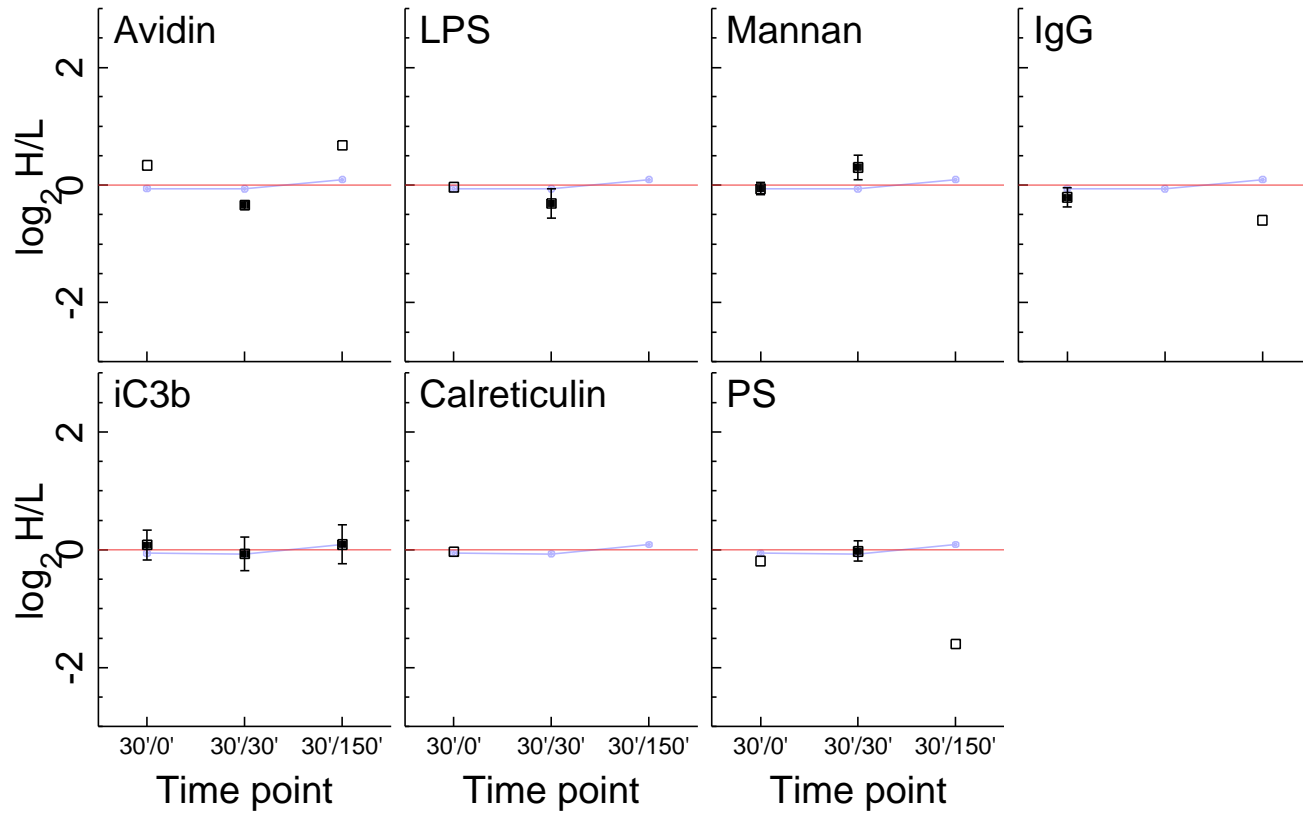 Avidin LPS Mannan IgG
2
0
-2
log2 H/L
iC3b Calreticulin PS
2
0
-2
log2 H/L
30'/0' 30'/30' 30'/150' 30'/0' 30'/30' 30'/150' 30'/0' 30'/30' 30'/150'
Time point Time point Time point